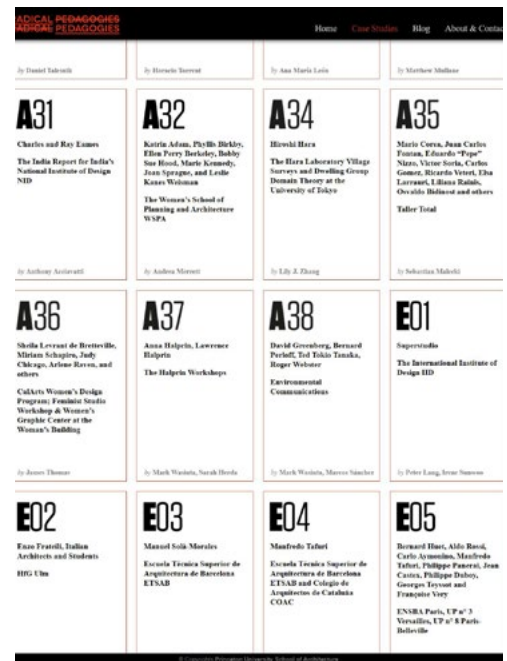 RADICAL PEDAGOGIES
RADICAL PEDAGOGIES
Home Case Studies Blog About & Contac
by Daniel Talesnik
by Horacio Torrent
by Ana María León
by Matthew Mullane
A31
Charles and Ray Eames
The India Report for India's
National Institute of Design
NID
by Anthony Acciavatti
A32
Katrin Adam, Phyllis Birkby,
Ellen Perry Berkeley, Bobby
Sue Hood, Marie Kennedy,
Joan Sprague, and Leslie
Kanes Weisman
The Women's School of
Planning and Architecture
WSPA
by Andrea Merrett
A34
Hiroshi Hara
The Hara Laboratory Village
Surveys and Dwelling Group
Domain Theory at the
University of Tokyo
by Lily J. Zhang
A35
Mario Corea, Juan Carlos
Fontan, Eduardo "Pepe"
Nizzo, Victor Soria, Carlos
Gomez, Ricardo Veteri, Elsa
Larrauri, Liliana Rainis,
Osvaldo Bidinost and others
Taller Total
by Sebastian Malecki
A36
Sheila Levrant de Bretteville,
Miriam Schapiro, Judy
Chicago, Arlene Raven, and
others
CalArts Women's Design
Program; Feminist Studio
Workshop & Women's
Graphic Center at the
Woman's Building
by James Thomas
A37
Anna Halprin, Lawrence
Halprin
The Halprin Workshops
by Mark Wasiuta, Sarah Herda
A38
David Greenberg, Bernard
Perloff, Ted Tokio Tanaka,
Roger Webster
Environmental
Communications
by Mark Wasiuta, Marcos Sánchez
E01
Superstudio
The International Institute of
Design IID
by Peter Lang, Irene Sunwoo
E02
Enzo Frateili, Italian
Architects and Students
HfG Ulm
E03
Manuel Solà-Morales
Escuela Técnica Superior de
Arquitectura de Barcelona
ETSAB
E04
Manfredo Tafuri
Escuela Técnica Superior de
Arquitectura de Barcelona
ETSAB and Colegio de
Arquitectos de Cataluña
COAC
E05
Bernard Huet, Aldo Rossi,
Carlo Aymonino, Manfredo
Tafuri, Philippe Panerai, Jean
Castex, Philippe Duboy,
Georges Teyssot and
Françoise Very
ENSBA Paris, UP nº 3
Versailles, UP nº 8 Paris-
Belleville
© Copyright Princeton University School of Architecture